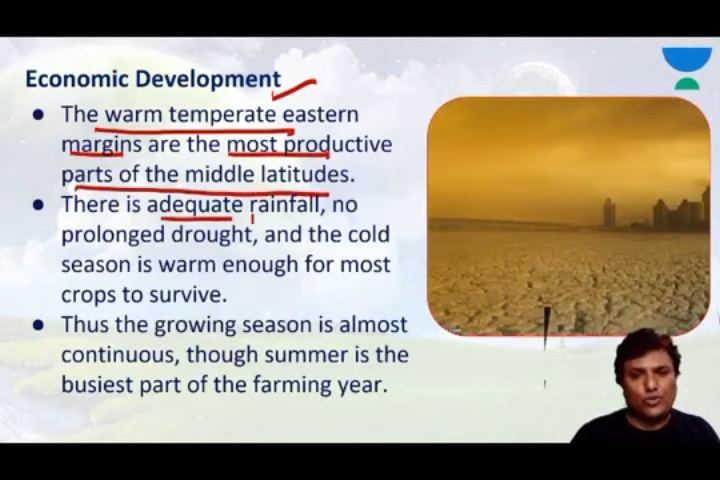 Economic Development
● The warm temperate eastern
margins are the most productive
parts of the middle latitudes.
● There is adequate rainfall, no
prolonged drought, and the cold
season is warm enough for most
crops to survive.
● Thus the growing season is almost
continuous, though summer is the
busiest part of the farming year.